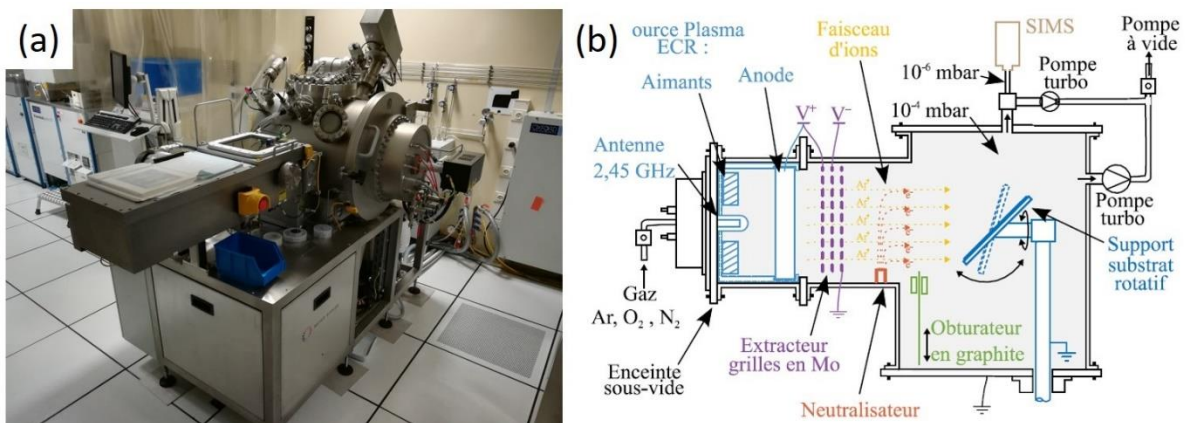 (a)
(b)
ource Plasma
ECR :
Aimants
Anode
Antenne
2,45 GHz
Gaz
Ar, O₂ , N₂
Enceinte
sous-vide
V⁺
V⁻
Extracteur
grilles en Mo
Faisceau
d'ions
Neutralisateur
Obturateur
en graphite
Support
substrat
rotatif
SIMS
10⁻⁶ mbar
10⁻⁴ mbar
Pompe
turbo
Pompe
à vide
Pompe
turbo